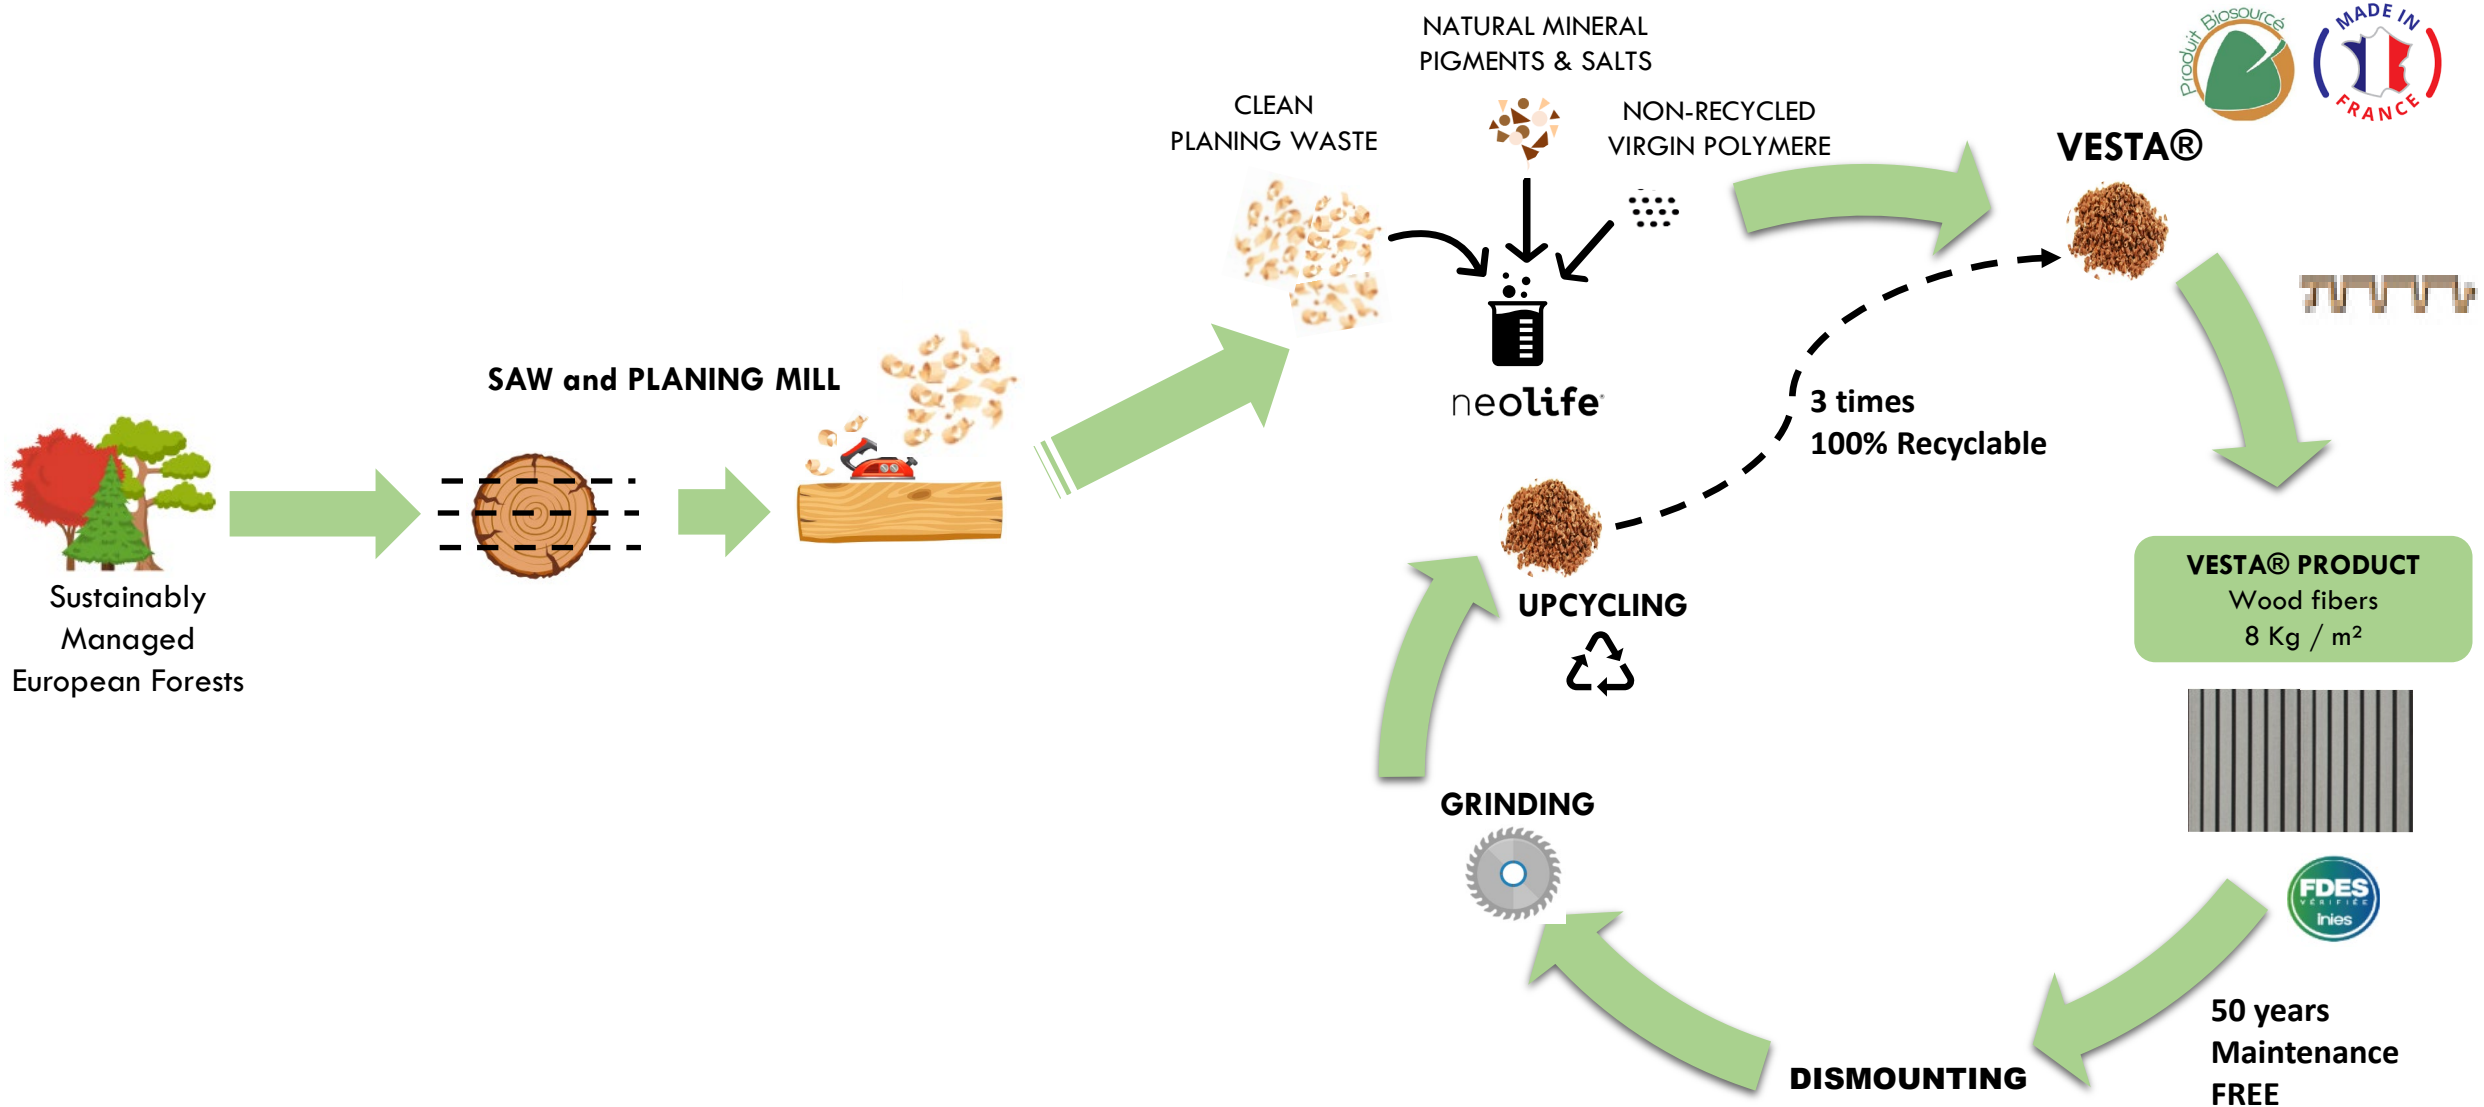 Sustainably
Managed
European Forests
SAW and PLANING MILL
CLEAN
PLANING WASTE
NATURAL MINERAL
PIGMENTS & SALTS
NON-RECYCLED
VIRGIN POLYMERE
neolife®
Produit Biosourcé
MADE IN
FRANCE
VESTA®
3 times
100% Recyclable
VESTA® PRODUCT
Wood fibers
8 Kg / m²
FDES
VÉRIFIÉE
inies
50 years
Maintenance
FREE
DISMOUNTING
GRINDING
UPCYCLING